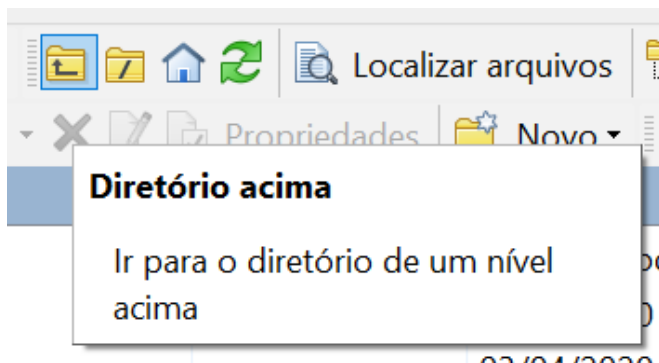 Localizar arquivos
Propriedades Novo
Diretório acima
Ir para o diretório de um nível
acima